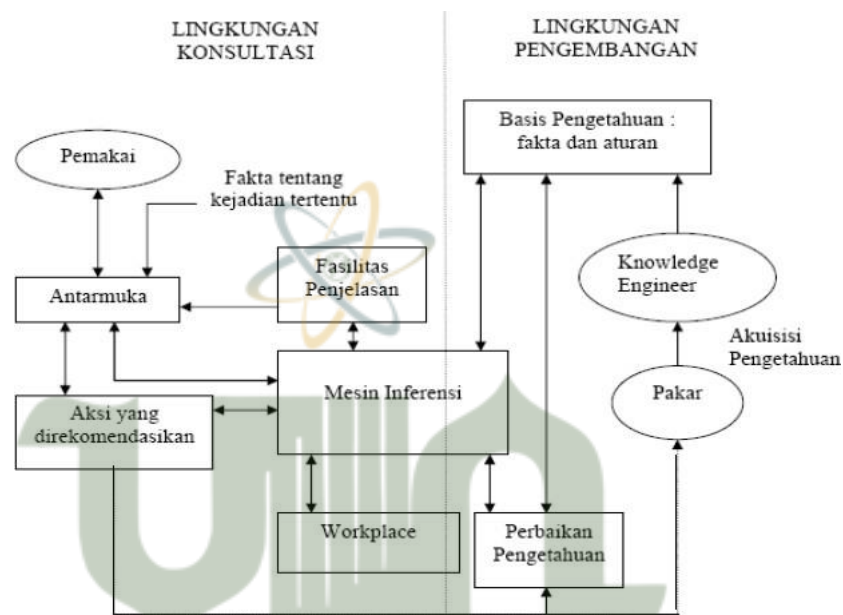 LINGKUNGAN
KONSULTASI
LINGKUNGAN
PENGEMBANGAN
Basis Pengetahuan :
fakta dan aturan
Pemakai
Fakta tentang
kejadian tertentu
Fasilitas
Penjelasan
Knowledge
Engineer
Antarmuka
Akuisisi
Pengetahuan
Mesin Inferensi
Pakar
Aksi yang
direkomendasikan
Workplace
Perbaikan
Pengetahuan